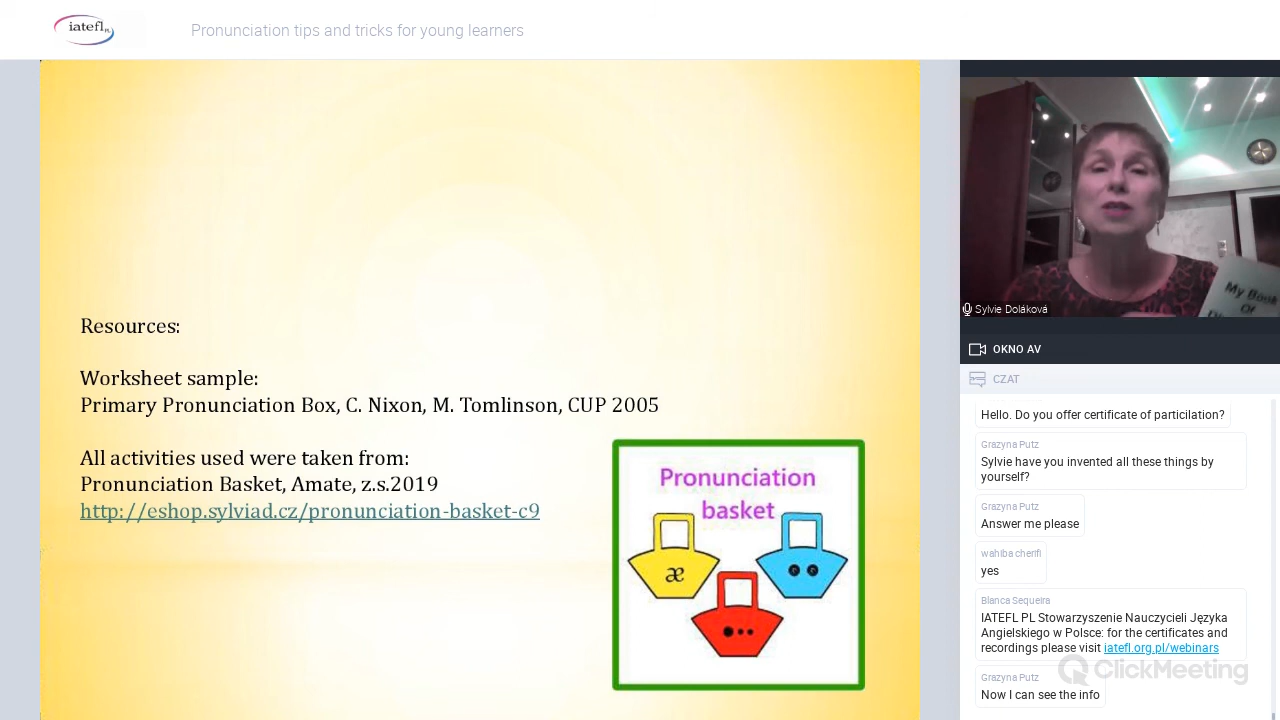 iatefl PL
Pronunciation tips and tricks for young learners
Resources:
Worksheet sample:
Primary Pronunciation Box, C. Nixon, M. Tomlinson, CUP 2005
All activities used were taken from:
Pronunciation Basket, Amate, z.s.2019
http://eshop.sylviad.cz/pronunciation-basket-c9
Pronunciation
basket
æ
My Book
Of
Sylvie Doláková
OKNO AV
CZAT
Hello. Do you offer certificate of particilation?
Grazyna Putz
Sylvie have you invented all these things by
yourself?
Grazyna Putz
Answer me please
wahiba cherifi
yes
Blanca Sequeira
IATEFL PL Stowarzyszenie Nauczycieli Języka
Angielskiego w Polsce: for the certificates and
recordings please visit iatefl.org.pl/webinars
ClickMeeting
Grazyna Putz
Now I can see the info